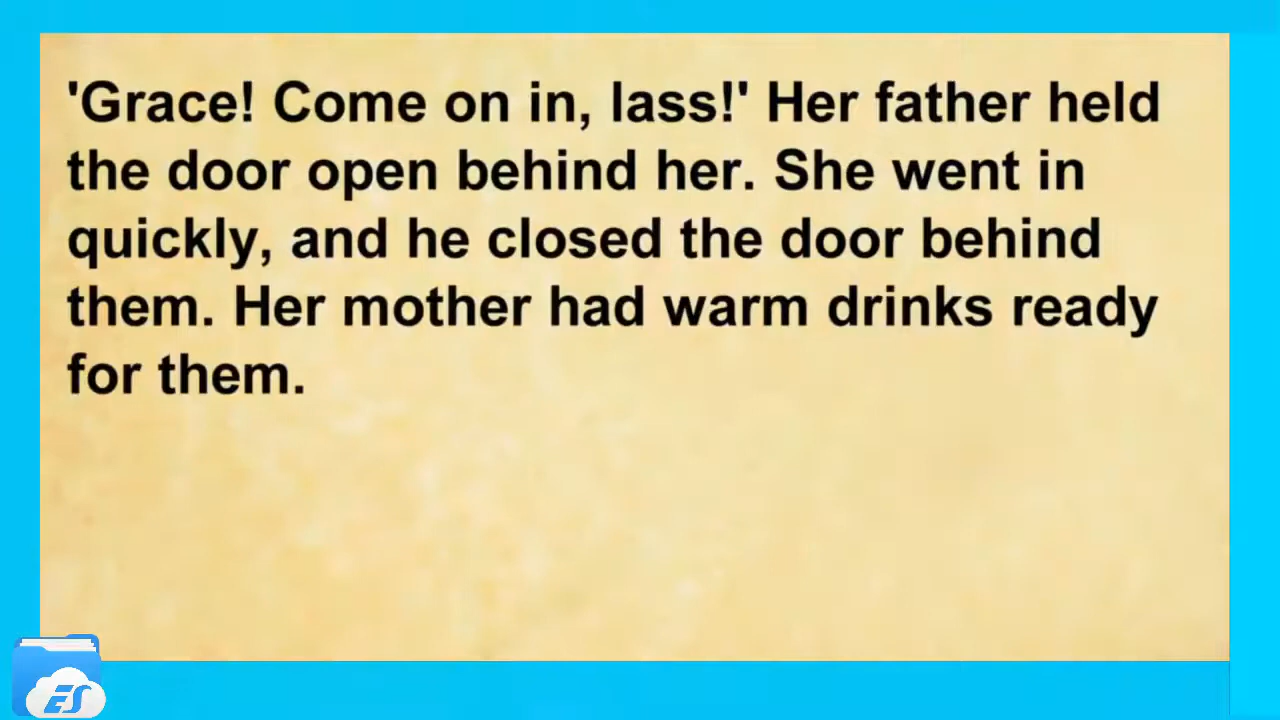 'Grace! Come on in, lass!' Her father held
the door open behind her. She went in
quickly, and he closed the door behind
them. Her mother had warm drinks ready
for them.
ES